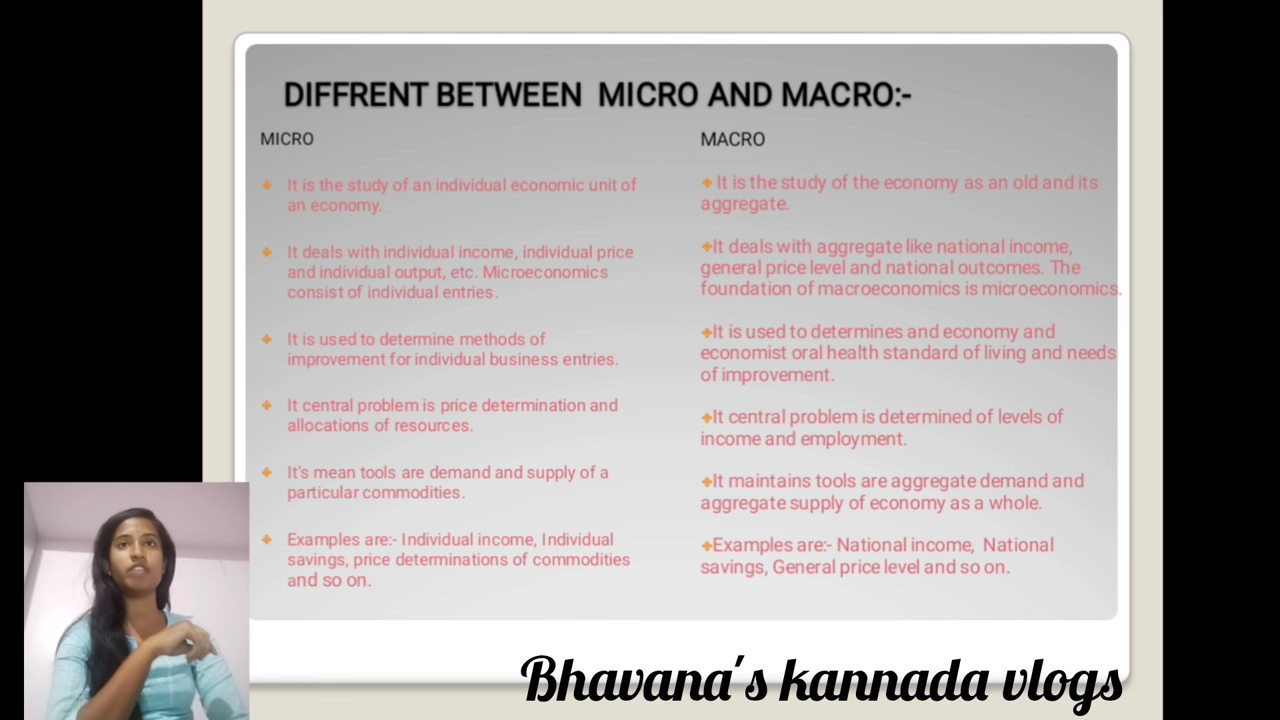 DIFFRENT BETWEEN MICRO AND MACRO:-
MICRO
It is the study of an individual economic unit of
an economy.
It deals with individual income, individual price
and individual output, etc. Microeconomics
consist of individual entries.
It is used to determine methods of
improvement for individual business entries.
It central problem is price determination and
allocations of resources.
It's mean tools are demand and supply of a
particular commodities.
Examples are:- Individual income, Individual
savings, price determinations of commodities
and so on.
MACRO
It is the study of the economy as an old and its
aggregate.
It deals with aggregate like national income,
general price level and national outcomes. The
foundation of macroeconomics is microeconomics.
It is used to determines and economy and
economist oral health standard of living and needs
of improvement.
It central problem is determined of levels of
income and employment.
It maintains tools are aggregate demand and
aggregate supply of economy as a whole.
Examples are:- National income, National
savings, General price level and so on.
Bhavana's kannada vlogs